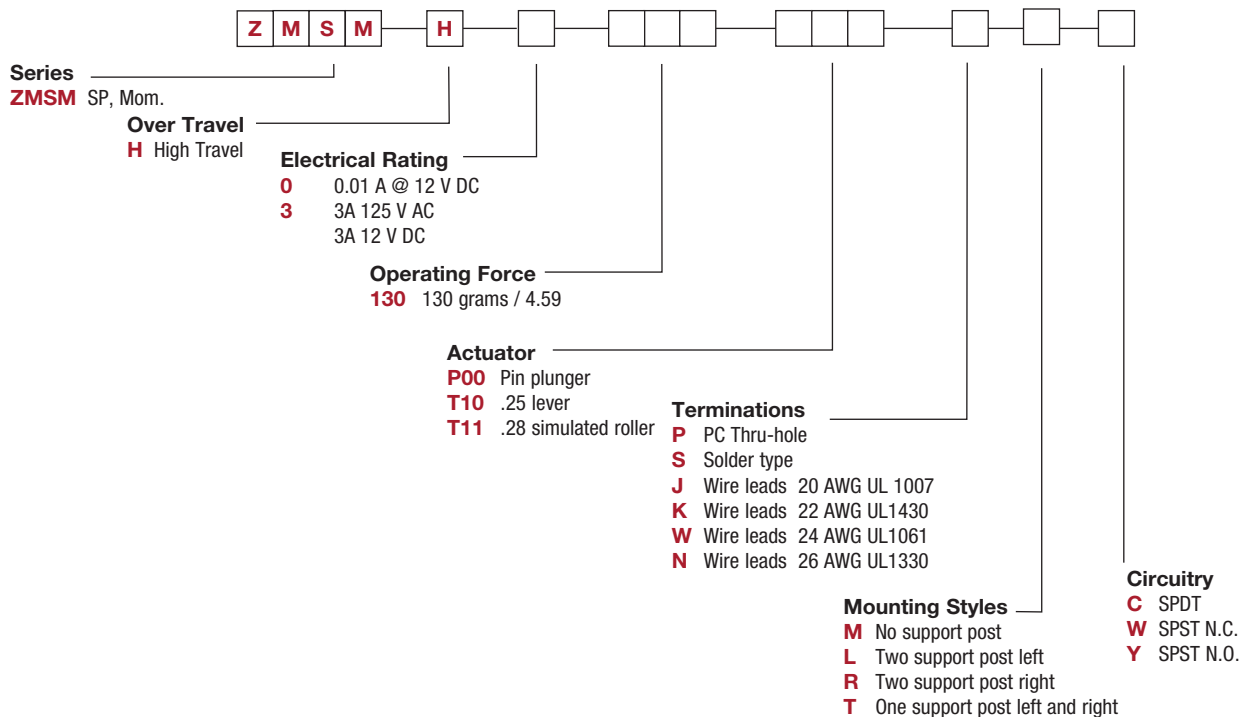 Z M S M H
Series
ZMSM SP, Mom.
Over Travel
H High Travel
Electrical Rating
0 0.01 A @ 12 V DC
3 3A 125 V AC
3A 12 V DC
Operating Force
130 130 grams / 4.59
Actuator
P00 Pin plunger
T10 .25 lever
T11 .28 simulated roller
Terminations
P PC Thru-hole
S Solder type
J Wire leads 20 AWG UL 1007
K Wire leads 22 AWG UL1430
W Wire leads 24 AWG UL1061
N Wire leads 26 AWG UL1330
Mounting Styles
M No support post
L Two support post left
R Two support post right
T One support post left and right
Circuitry
C SPDT
W SPST N.C.
Y SPST N.O.